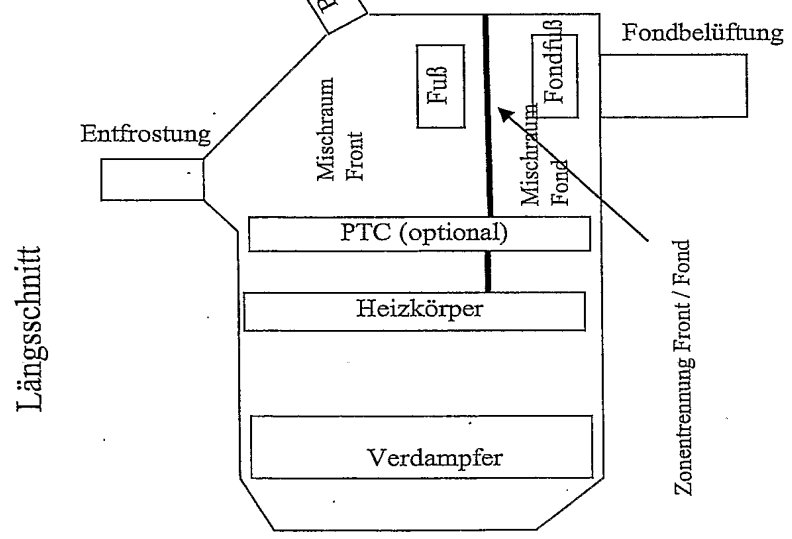 Längsschnitt
Entfrostung
Mischraum
Front
Fuß
Fondfuß
Mischraum
Fond
Fondbelüftung
PTC (optional)
Heizkörper
Verdampfer
Zonentrennung Front / Fond